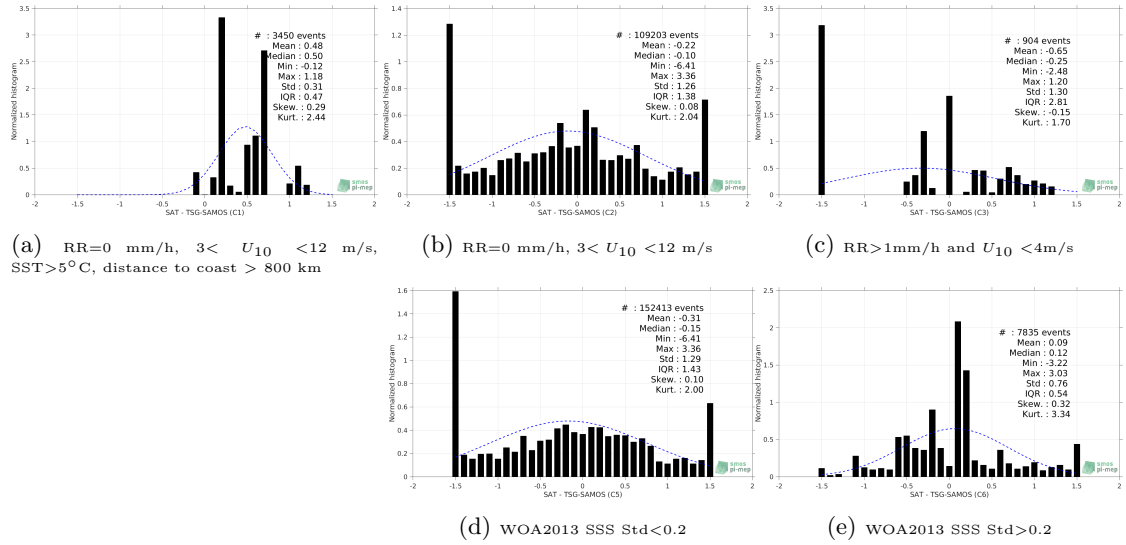 3.5
3
2.5
2
1.5
1
0.5
0
Normalized histogram
# : 3450 events
Mean : 0.48
Median : 0.50
Min : -0.12
Max : 1.18
Std : 0.31
IQR : 0.47
Skew. : 0.29
Kurt. : 2.44
smos
pi-mep
-2 -1.5 -1 -0.5 0 0.5 1 1.5 2
SAT - TSG-SAMOS (C1)
(a) RR=0 mm/h, 3< U10 <12 m/s,
SST>5°C, distance to coast > 800 km
1.4
1.2
1
0.8
0.6
0.4
0.2
0
Normalized histogram
# : 109203 events
Mean : -0.22
Median : -0.10
Min : -6.41
Max : 3.36
Std : 1.26
IQR : 1.38
Skew. : 0.08
Kurt. : 2.04
smos
pi-mep
-2 -1.5 -1 -0.5 0 0.5 1 1.5 2
SAT - TSG-SAMOS (C2)
(b) RR=0 mm/h, 3< U10 <12 m/s
3.5
3
2.5
2
1.5
1
0.5
0
Normalized histogram
# : 904 events
Mean : -0.65
Median : -0.25
Min : -2.48
Max : 1.20
Std : 1.30
IQR : 2.81
Skew. : -0.15
Kurt. : 1.70
smos
pi-mep
-2 -1.5 -1 -0.5 0 0.5 1 1.5 2
SAT - TSG-SAMOS (C3)
(c) RR>1mm/h and U10 <4m/s
1.6
1.4
1.2
1
0.8
0.6
0.4
0.2
0
Normalized histogram
# : 152413 events
Mean : -0.31
Median : -0.15
Min : -6.41
Max : 3.36
Std : 1.29
IQR : 1.43
Skew. : 0.10
Kurt. : 2.00
smos
pi-mep
-2 -1.5 -1 -0.5 0 0.5 1 1.5 2
SAT - TSG-SAMOS (C5)
(d) WOA2013 SSS Std<0.2
2.5
2
1.5
1
0.5
0
Normalized histogram
# : 7835 events
Mean : 0.09
Median : 0.12
Min : -3.22
Max : 3.03
Std : 0.76
IQR : 0.54
Skew. : 0.32
Kurt. : 3.34
smos
pi-mep
-2 -1.5 -1 -0.5 0 0.5 1 1.5 2
SAT - TSG-SAMOS (C6)
(e) WOA2013 SSS Std>0.2